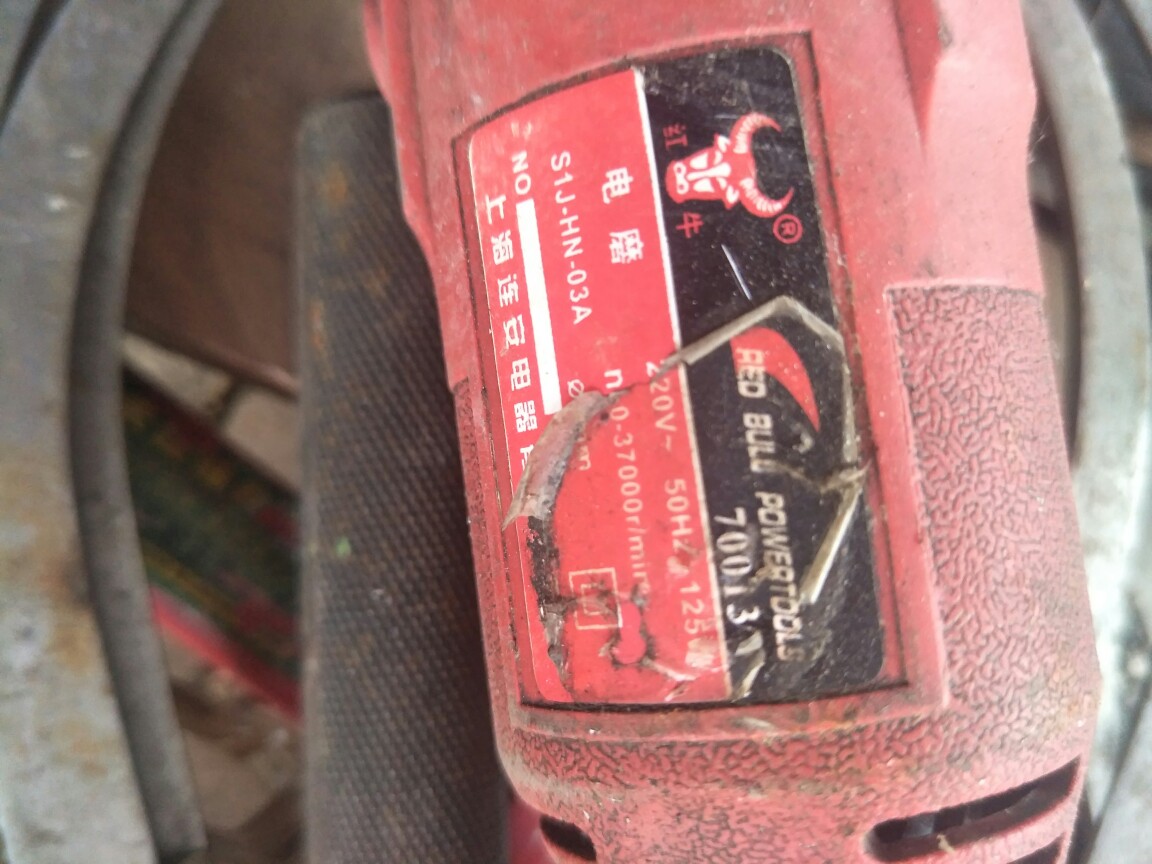 红牛
®
RED BULL POWERTOOLS
70013
电磨
220V~ 50Hz 125W
S1J-HN-03A
0-37000r/min
NO
上海连安电器